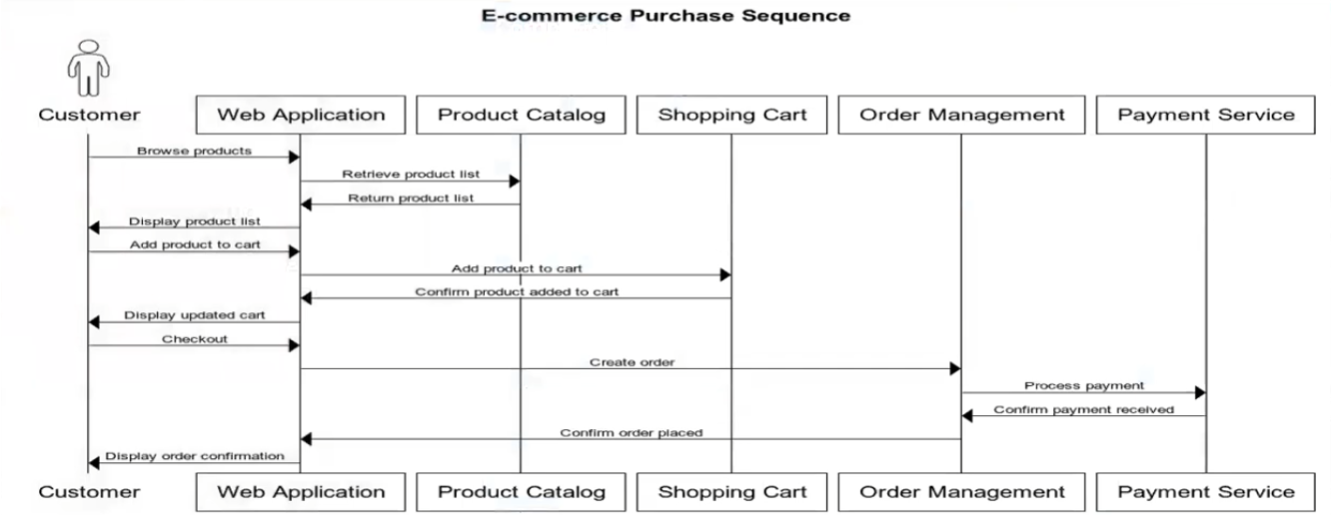 E-commerce Purchase Sequence
Customer Web Application Product Catalog Shopping Cart Order Management Payment Service
Browse products
Retrieve product list
Return product list
Display product list
Add product to cart
Add product to cart
Confirm product added to cart
Display updated cart
Checkout
Create order
Process payment
Confirm payment received
Confirm order placed
Display order confirmation
Customer Web Application Product Catalog Shopping Cart Order Management Payment Service